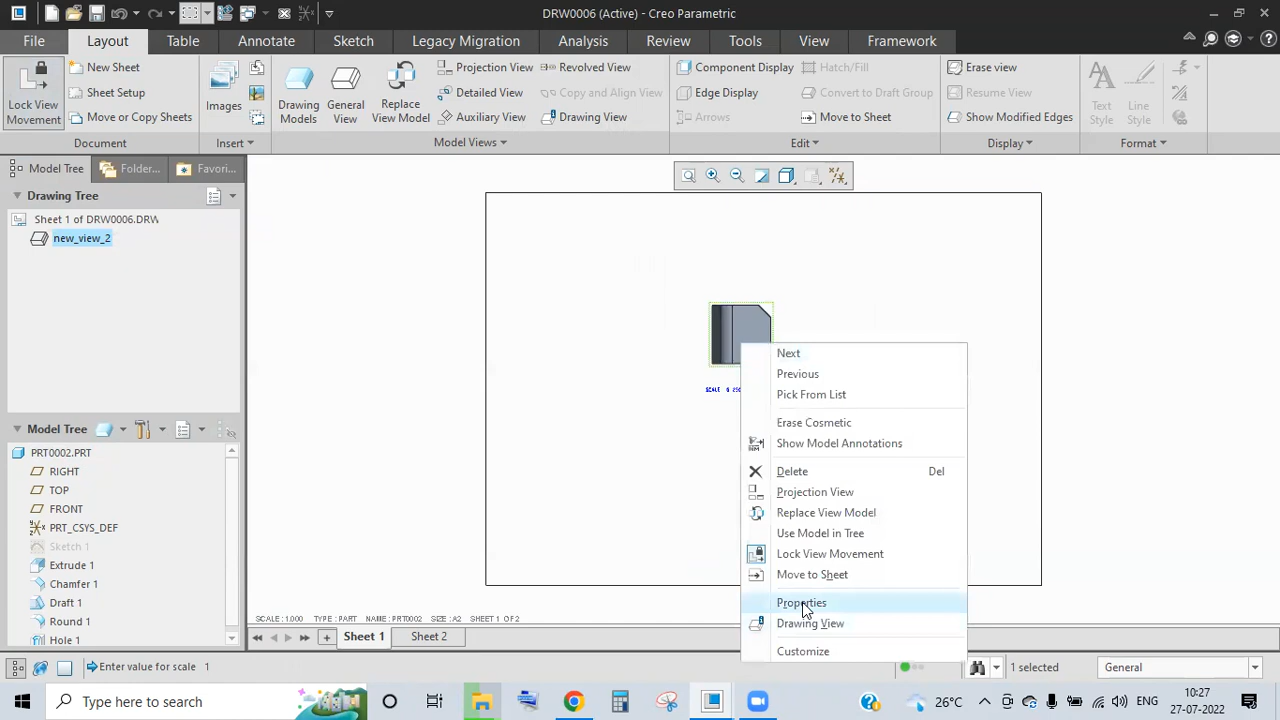 DRW0006 (Active) - Creo Parametric
File
Layout
Table
Annotate
Sketch
Legacy Migration
Analysis
Review
Tools
View
Framework
Lock View Movement
New Sheet
Sheet Setup
Move or Copy Sheets
Document
Images
Insert
Drawing Models
General View
Replace View Model
Projection View
Detailed View
Auxiliary View
Revolved View
Copy and Align View
Drawing View
Model Views
Component Display
Edge Display
Arrows
Hatch/Fill
Convert to Draft Group
Move to Sheet
Edit
Erase view
Resume View
Show Modified Edges
Display
Text Style
Line Style
Format
Model Tree
Folder...
Favori...
Drawing Tree
Sheet 1 of DRW0006.DRW
new_view_2
Model Tree
PRT0002.PRT
RIGHT
TOP
FRONT
PRT_CSYS_DEF
Sketch 1
Extrude 1
Chamfer 1
Draft 1
Round 1
Hole 1
Next
Previous
Pick From List
Erase Cosmetic
Show Model Annotations
Delete Del
Projection View
Replace View Model
Use Model in Tree
Lock View Movement
Move to Sheet
Properties
Drawing View
Customize
SCALE
SCALE:1.000 TYPE:PART NAME:PRT0002 SIZE:A2 SHEET 1 OF 2
Sheet 1
Sheet 2
Enter value for scale 1
1 selected
General
Type here to search
26°C
ENG
10:27
27-07-2022